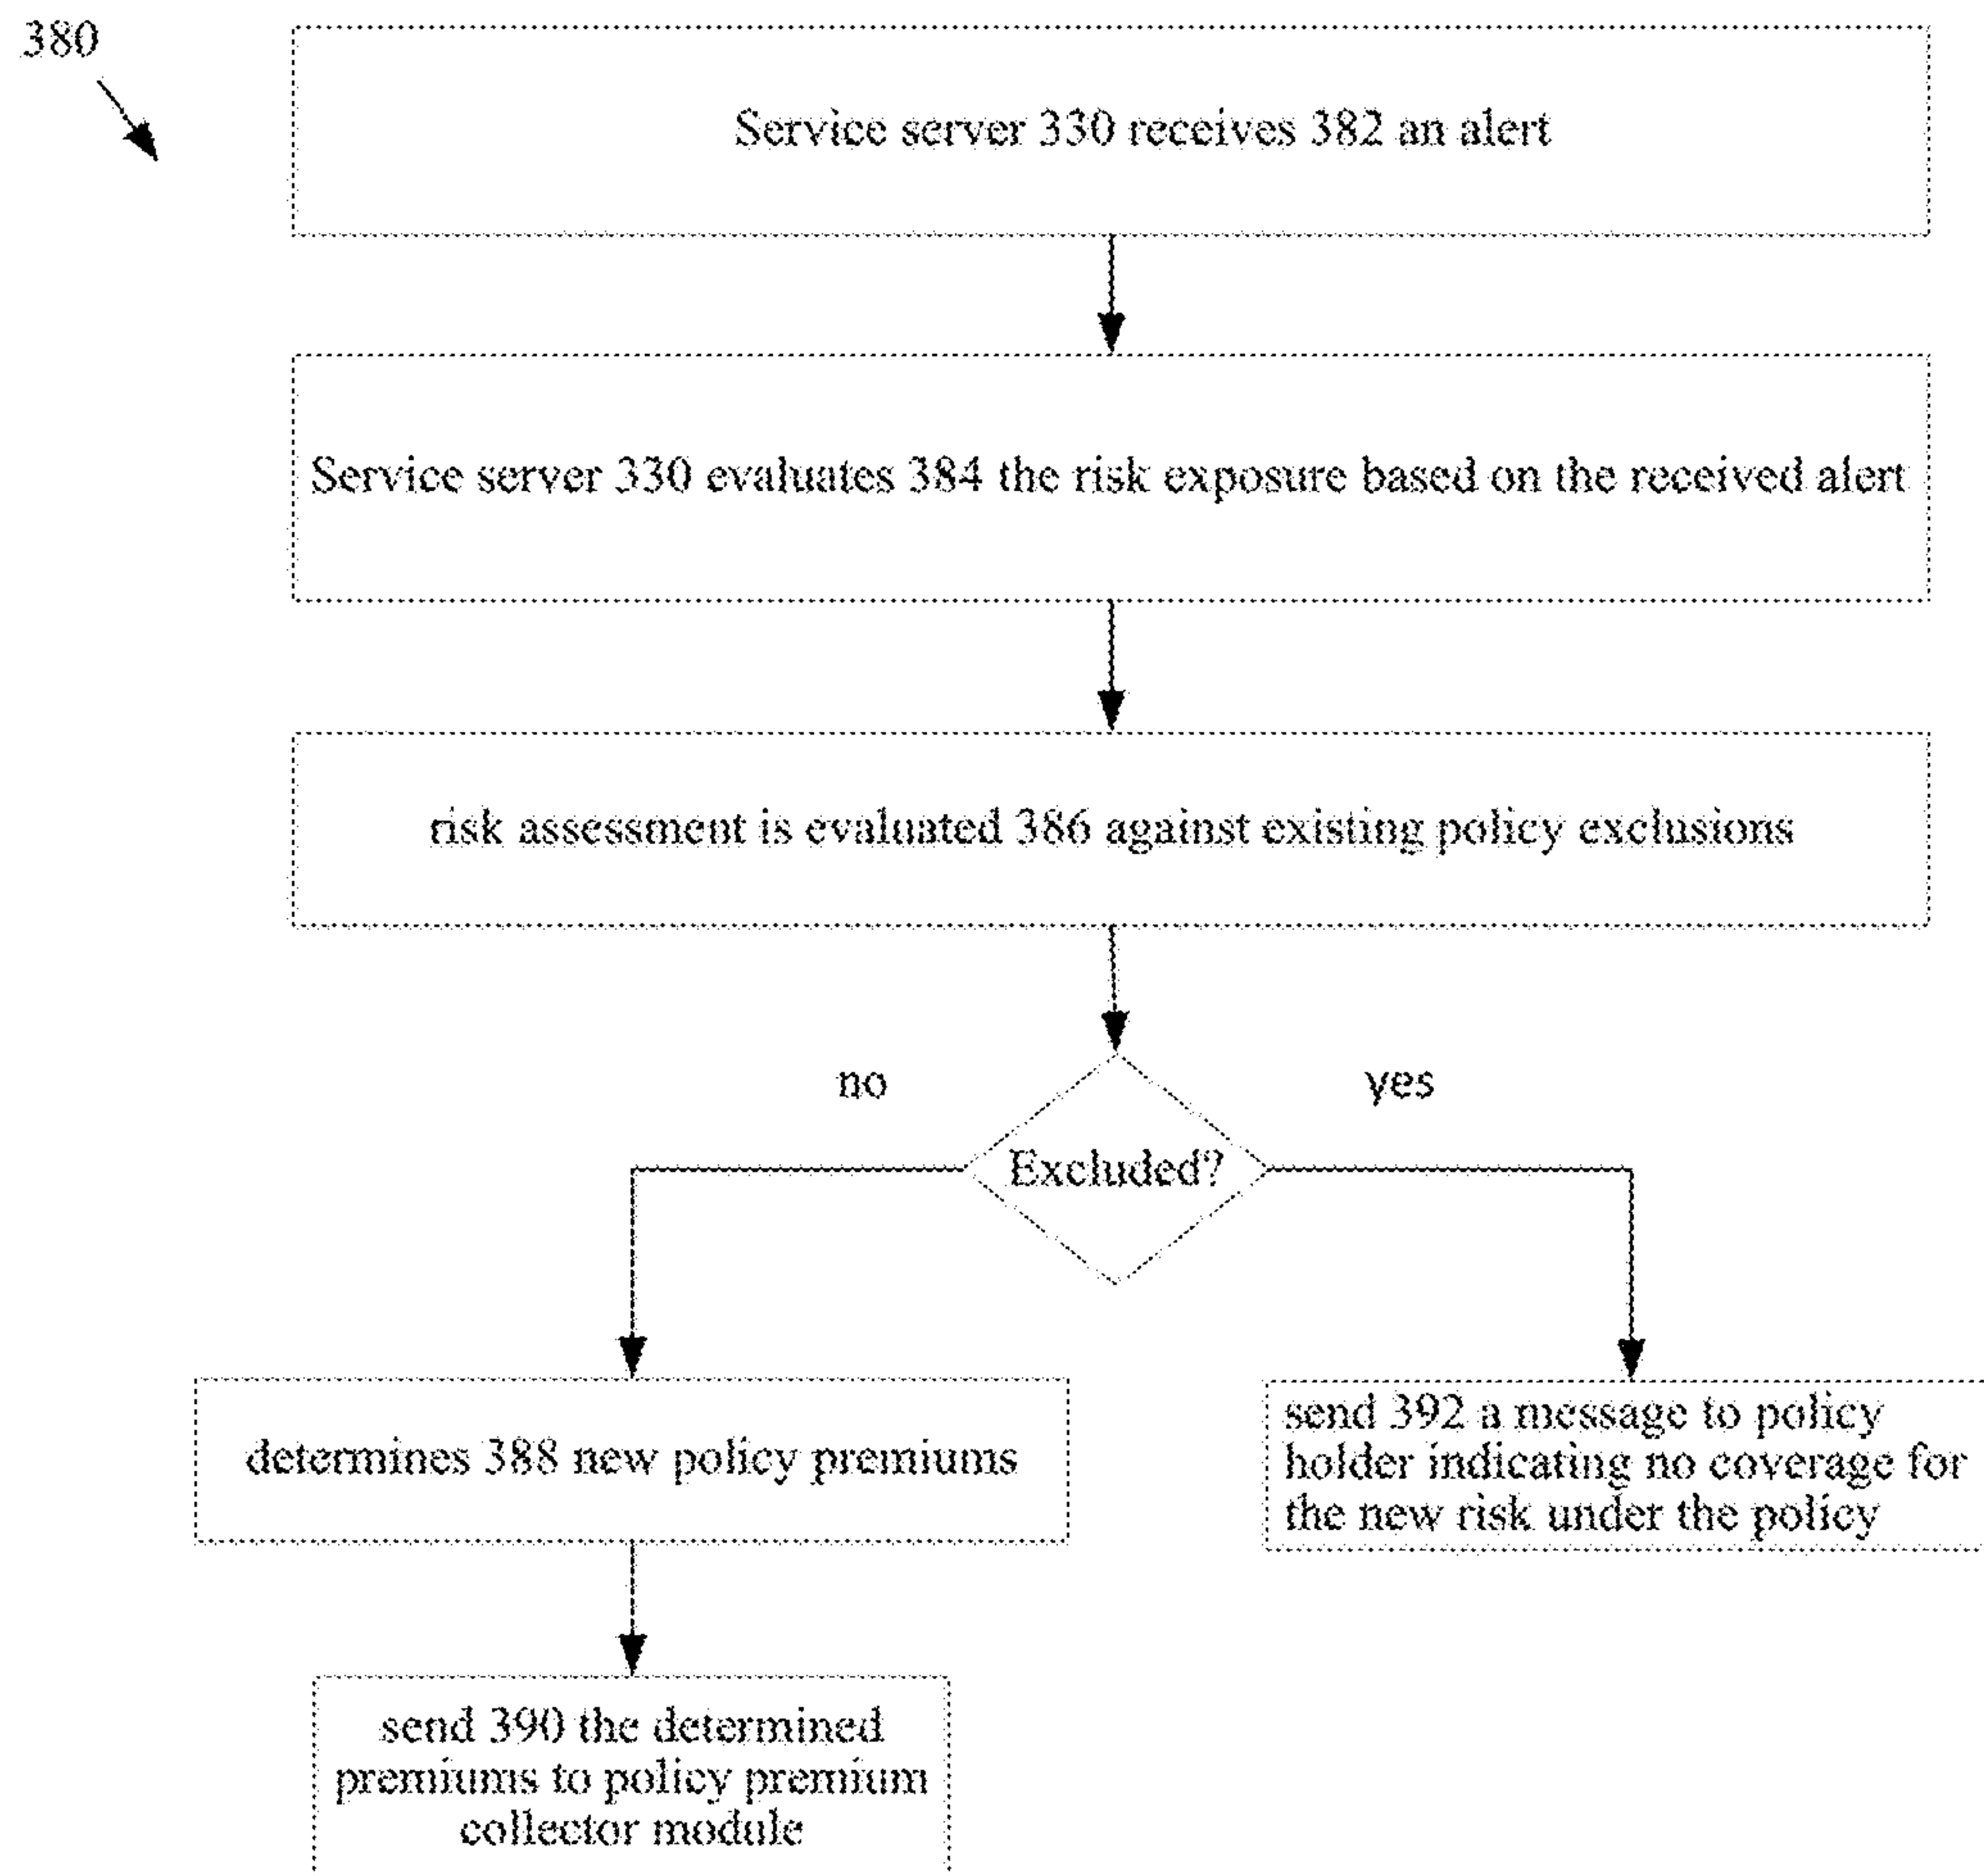 380
Service server 330 receives 382 an alert
Service server 330 evaluates 384 the risk exposure based on the received alert
risk assessment is evaluated 386 against existing policy exclusions
no
yes
Excluded?
determines 388 new policy premiums
send 392 a message to policy
holder indicating no coverage for
the new risk under the policy
send 390 the determined
premiums to policy premium
collector module